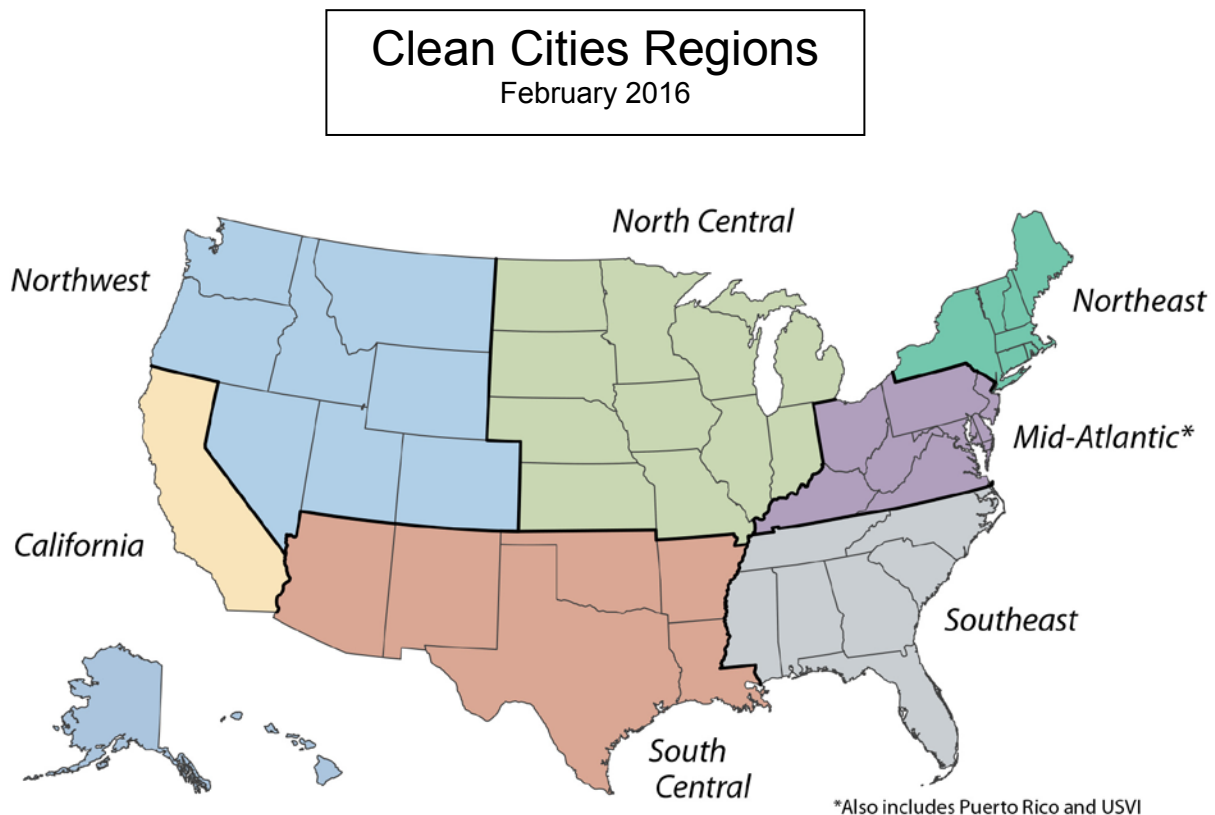 Clean Cities Regions
February 2016
North Central
Northwest
Northeast
Mid-Atlantic*
California
Southeast
South
Central
*Also includes Puerto Rico and USVI